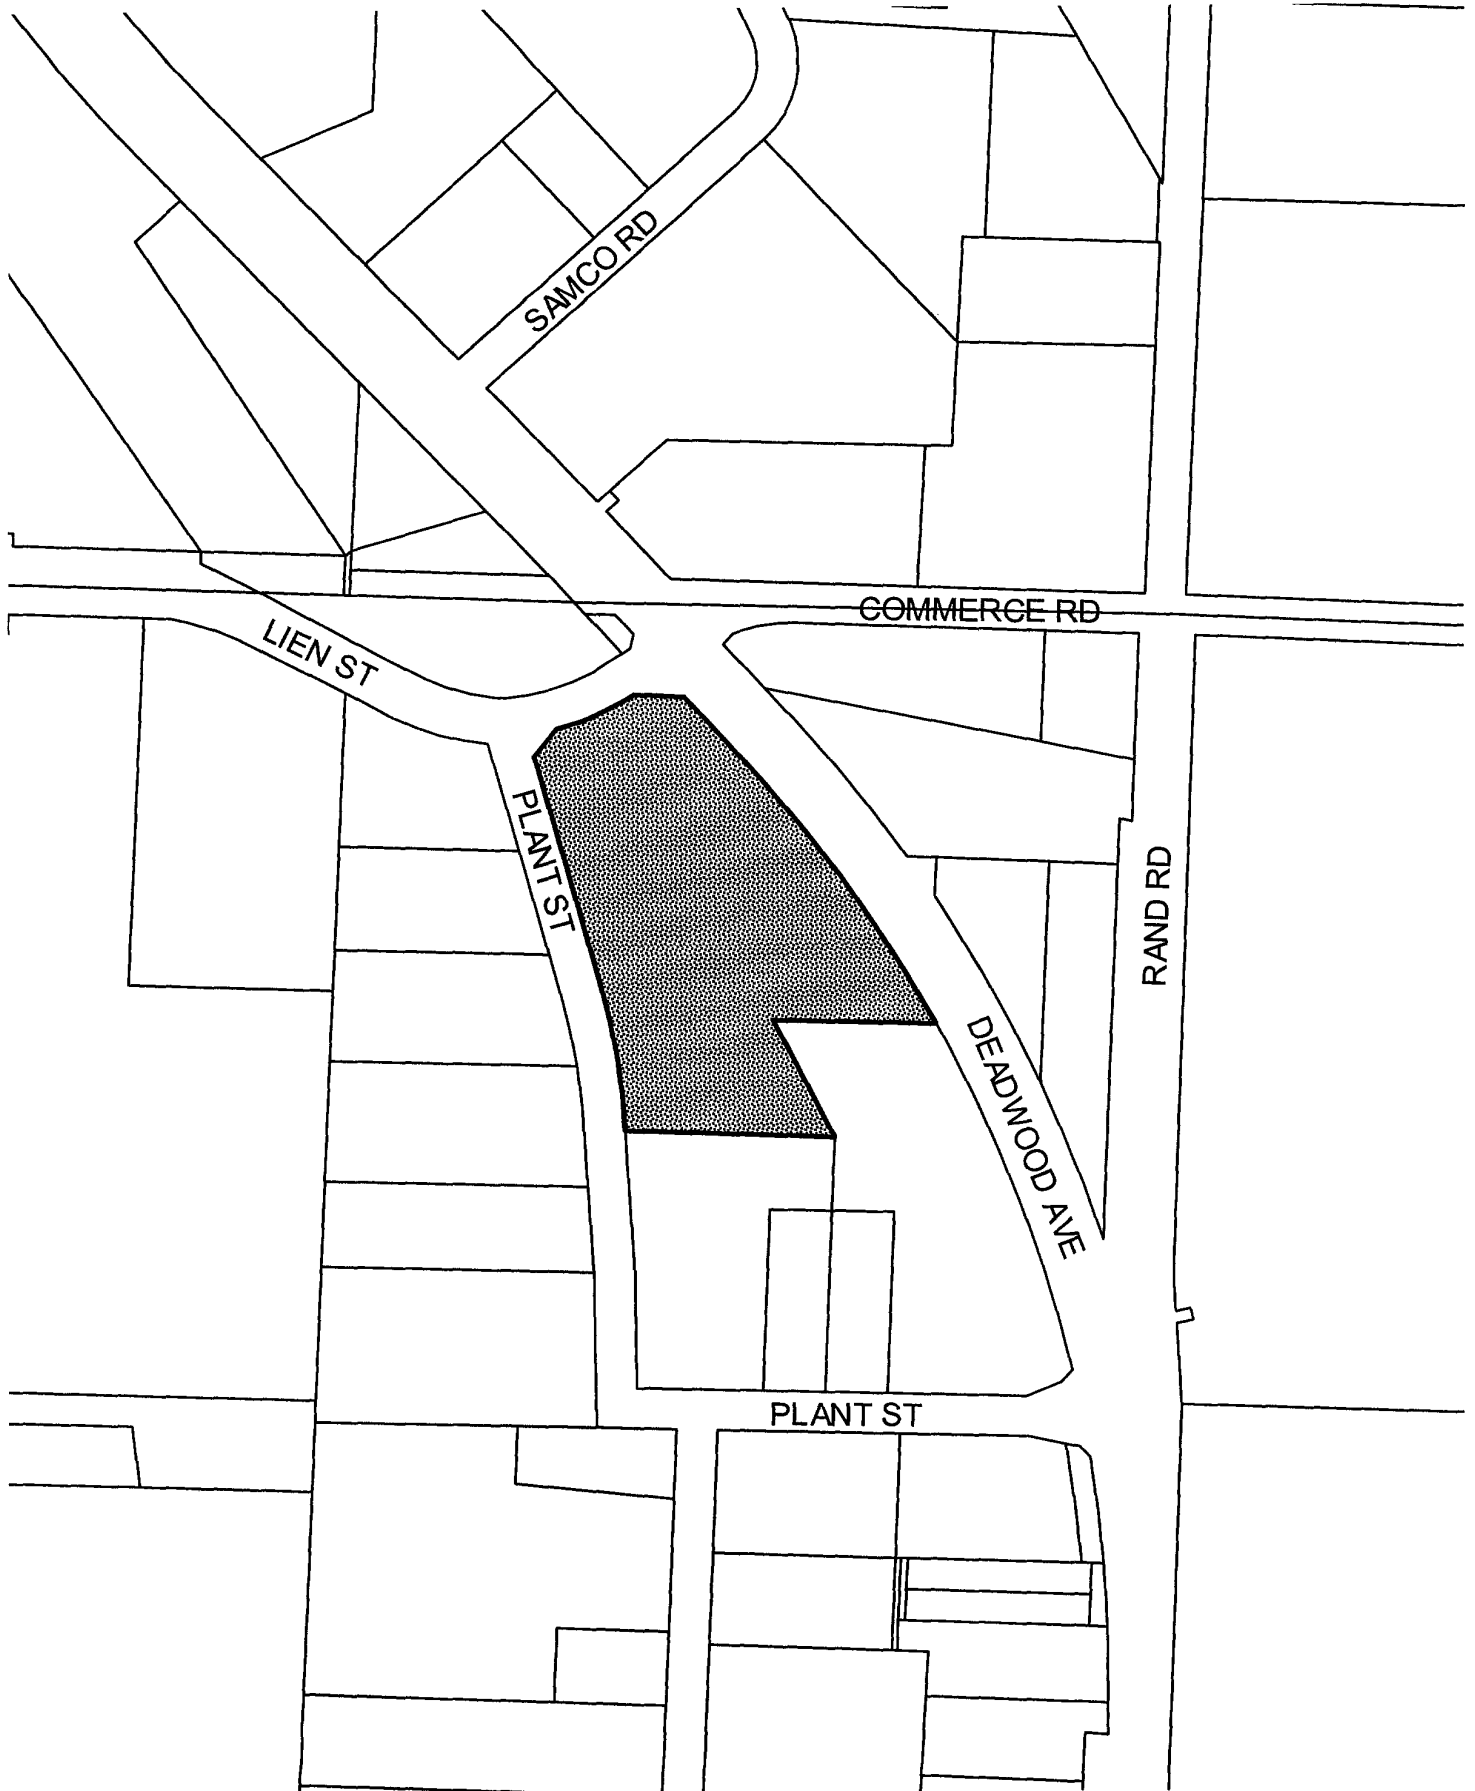 SAMCO RD
COMMERCE RD
LIEN ST
PLANT ST
RAND RD
DEADWOOD AVE
PLANT ST